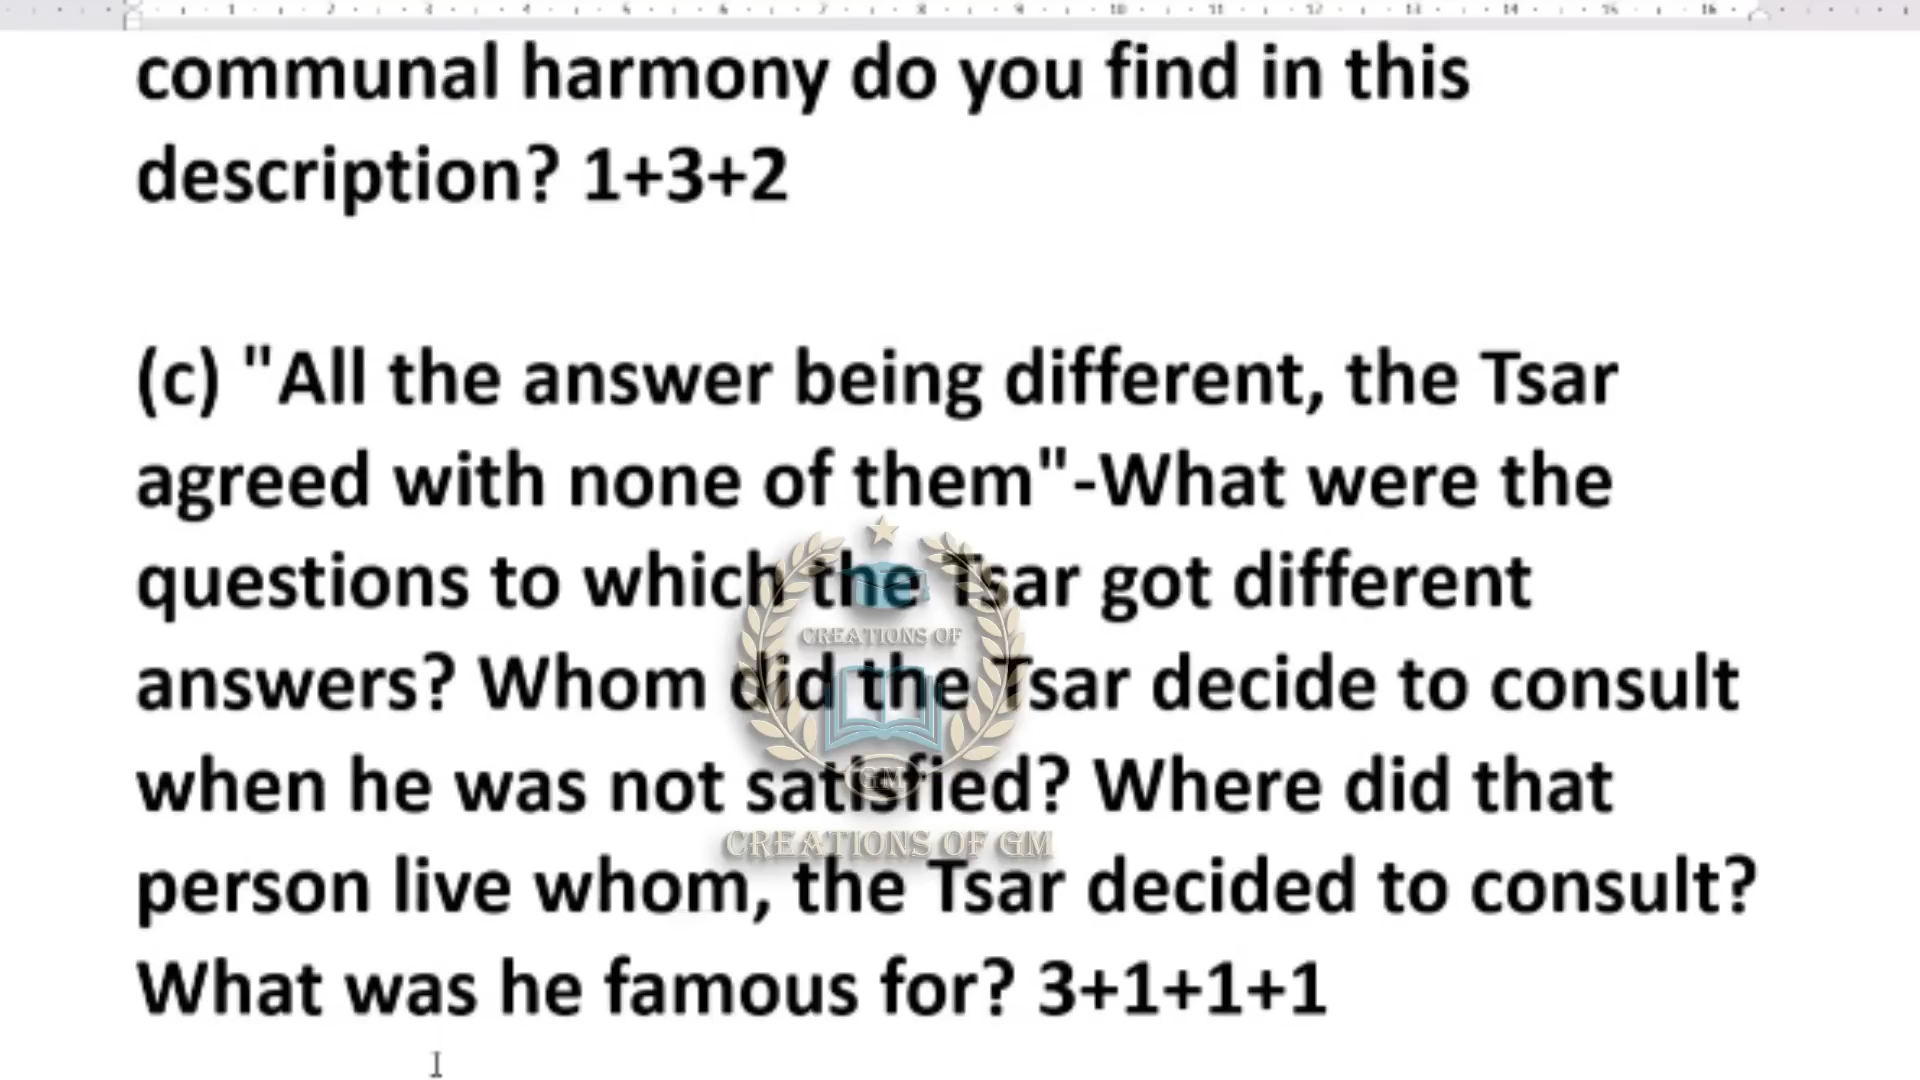 communal harmony do you find in this
description? 1+3+2
(c) "All the answer being different, the Tsar
agreed with none of them"-What were the
questions to which the Tsar got different
answers? Whom did the Tsar decide to consult
when he was not satisfied? Where did that
person live whom, the Tsar decided to consult?
What was he famous for? 3+1+1+1
CREATIONS OF
GM
CREATIONS OF GM